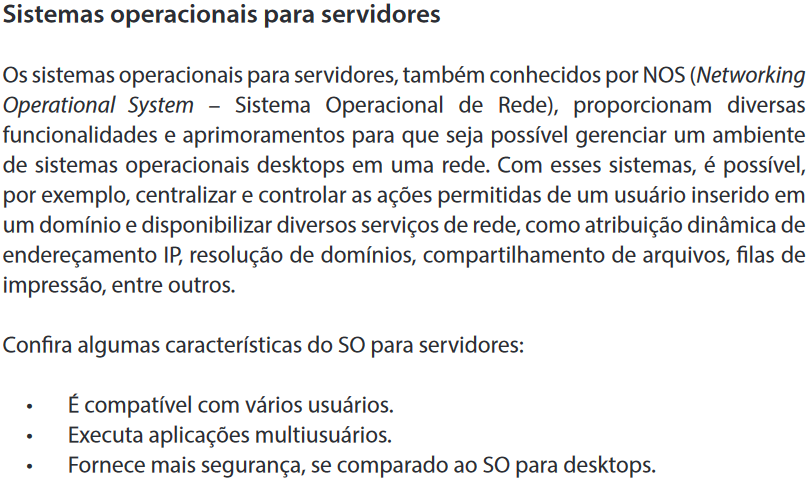 Sistemas operacionais para servidores
Os sistemas operacionais para servidores, também conhecidos por NOS (Networking
Operational System – Sistema Operacional de Rede), proporcionam diversas
funcionalidades e aprimoramentos para que seja possível gerenciar um ambiente
de sistemas operacionais desktops em uma rede. Com esses sistemas, é possível,
por exemplo, centralizar e controlar as ações permitidas de um usuário inserido em
um domínio e disponibilizar diversos serviços de rede, como atribuição dinâmica de
endereçamento IP, resolução de domínios, compartilhamento de arquivos, filas de
impressão, entre outros.
Confira algumas características do SO para servidores:
• É compatível com vários usuários.
• Executa aplicações multiusuários.
• Fornece mais segurança, se comparado ao SO para desktops.